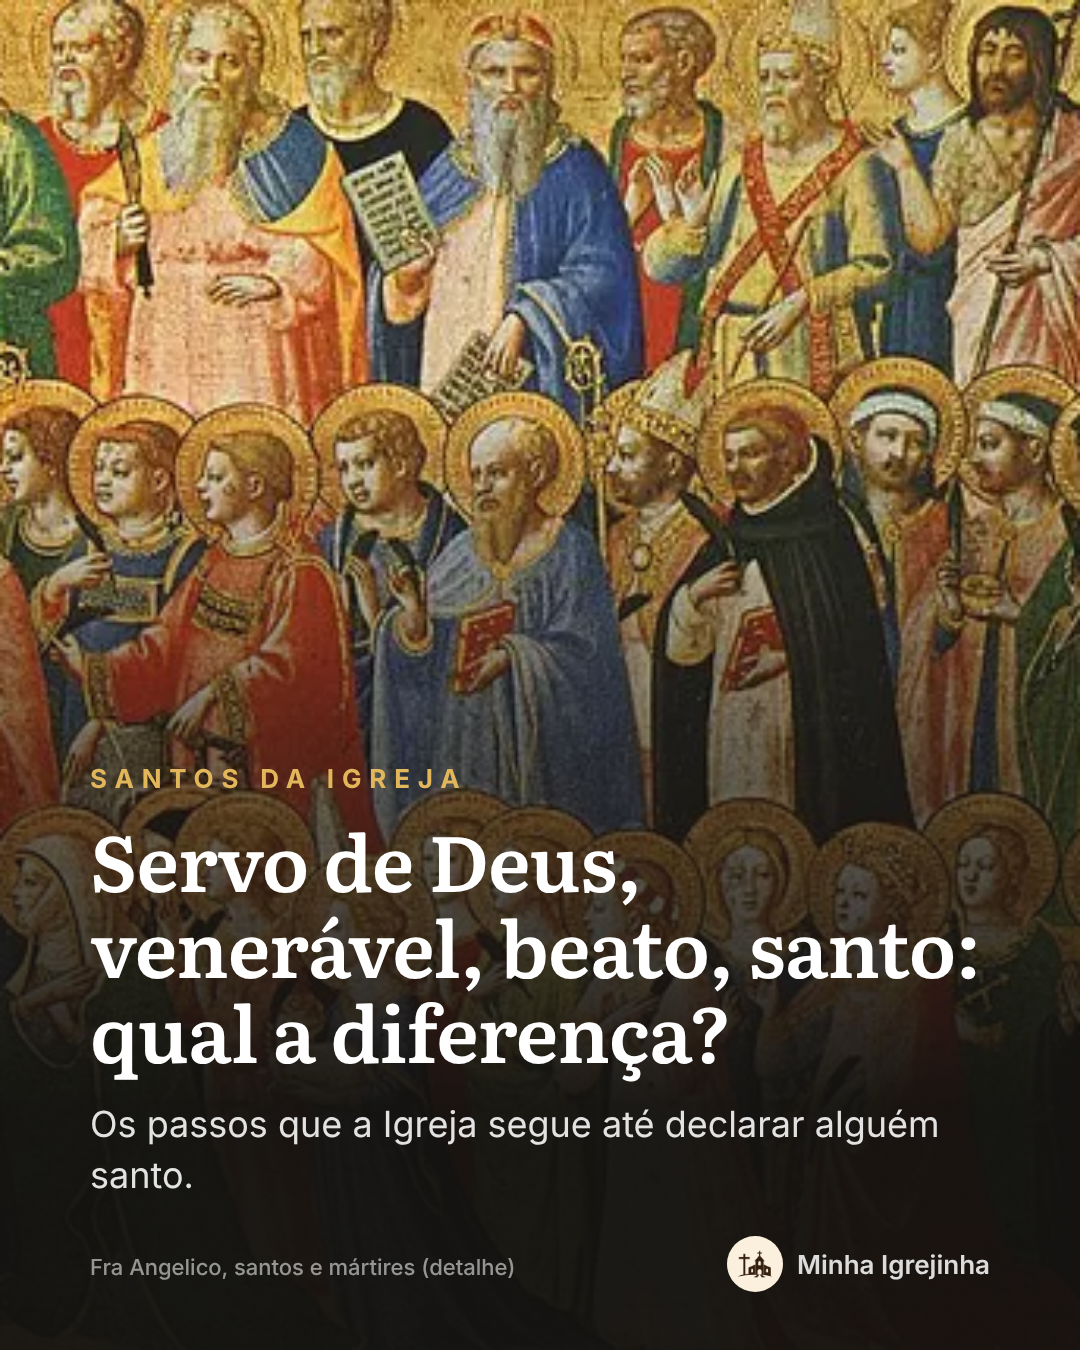 SANTOS DA IGREJA
Servo de Deus,
venerável, beato, santo:
qual a diferença?
Os passos que a Igreja segue até declarar alguém
santo.
Fra Angelico, santos e mártires (detalhe)
Minha Igrejinha